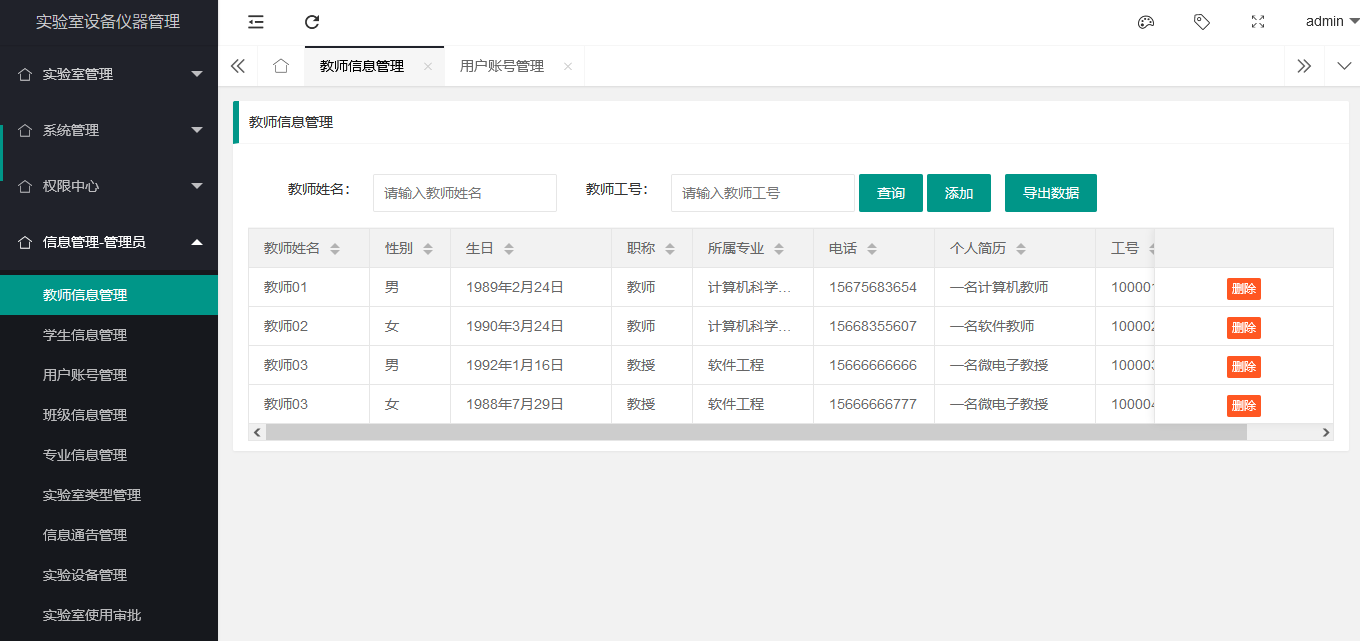 实验室设备仪器管理
admin
实验室管理
系统管理
权限中心
信息管理-管理员
教师信息管理
学生信息管理
用户账号管理
班级信息管理
专业信息管理
实验室类型管理
信息通告管理
实验设备管理
实验室使用审批
教师信息管理 用户账号管理
教师信息管理
教师姓名: 请输入教师姓名 教师工号: 请输入教师工号 查询 添加 导出数据
教师姓名 性别 生日 职称 所属专业 电话 个人简历 工号
教师01 男 1989年2月24日 教师 计算机科学... 15675683654 一名计算机教师 100001 删除
教师02 女 1990年3月24日 教师 计算机科学... 15668355607 一名软件教师 100002 删除
教师03 男 1992年1月16日 教授 软件工程 15666666666 一名微电子教授 100003 删除
教师03 女 1988年7月29日 教授 软件工程 15666666777 一名微电子教授 100004 删除